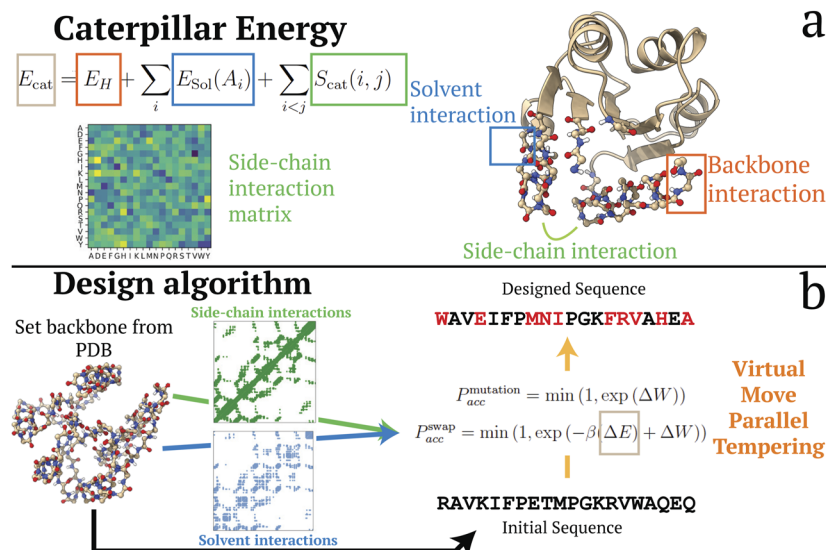 Caterpillar Energy
a
E_cat = E_H + ∑_i E_Sol(A_i) + ∑_{i<j} S_cat(i, j)
Solvent
interaction
Side-chain
interaction
matrix
A D E F G H I K L M N P Q R S T V W Y
A D E F G H I K L M N P Q R S T V W Y
Backbone
interaction
Side-chain interaction
Design algorithm
b
Set backbone from
PDB
Side-chain interactions
Solvent interactions
Designed Sequence
WAVEIFPMNIPGKFRVAHEA
P_acc^mutation = min (1, exp (ΔW))
P_acc^swap = min (1, exp (−β(ΔE) + ΔW))
RAVKIFPETMPGKRVWAQEQ
Initial Sequence
Virtual
Move
Parallel
Tempering